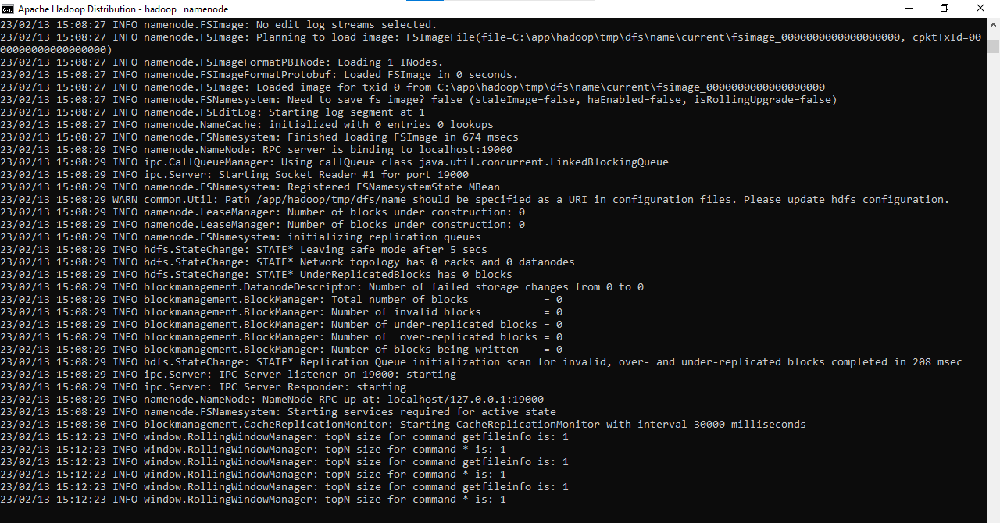 Apache Hadoop Distribution - hadoop   namenode
23/02/13 15:08:27 INFO namenode.FSImage: No edit log streams selected.
23/02/13 15:08:27 INFO namenode.FSImage: Planning to load image: FSImageFile(file=C:\app\hadoop\tmp\dfs\name\current\fsimage_0000000000000000000, cpktTxId=00
00000000000000000)
23/02/13 15:08:27 INFO namenode.FSImageFormatPBINode: Loading 1 INodes.
23/02/13 15:08:27 INFO namenode.FSImageFormatProtobuf: Loaded FSImage in 0 seconds.
23/02/13 15:08:27 INFO namenode.FSImage: Loaded image for txid 0 from C:\app\hadoop\tmp\dfs\name\current\fsimage_0000000000000000000
23/02/13 15:08:27 INFO namenode.FSNamesystem: Need to save fs image? false (staleImage=false, haEnabled=false, isRollingUpgrade=false)
23/02/13 15:08:27 INFO namenode.FSEditLog: Starting log segment at 1
23/02/13 15:08:27 INFO namenode.NameCache: initialized with 0 entries 0 lookups
23/02/13 15:08:27 INFO namenode.FSNamesystem: Finished loading FSImage in 674 msecs
23/02/13 15:08:29 INFO namenode.NameNode: RPC server is binding to localhost:19000
23/02/13 15:08:29 INFO ipc.CallQueueManager: Using callQueue class java.util.concurrent.LinkedBlockingQueue
23/02/13 15:08:29 INFO ipc.Server: Starting Socket Reader #1 for port 19000
23/02/13 15:08:29 INFO namenode.FSNamesystem: Registered FSNamesystemState MBean
23/02/13 15:08:29 WARN common.Util: Path /app/hadoop/tmp/dfs/name should be specified as a URI in configuration files. Please update hdfs configuration.
23/02/13 15:08:29 INFO namenode.LeaseManager: Number of blocks under construction: 0
23/02/13 15:08:29 INFO namenode.LeaseManager: Number of blocks under construction: 0
23/02/13 15:08:29 INFO namenode.FSNamesystem: initializing replication queues
23/02/13 15:08:29 INFO hdfs.StateChange: STATE* Leaving safe mode after 5 secs
23/02/13 15:08:29 INFO hdfs.StateChange: STATE* Network topology has 0 racks and 0 datanodes
23/02/13 15:08:29 INFO hdfs.StateChange: STATE* UnderReplicatedBlocks has 0 blocks
23/02/13 15:08:29 INFO blockmanagement.DatanodeDescriptor: Number of failed storage changes from 0 to 0
23/02/13 15:08:29 INFO blockmanagement.BlockManager: Total number of blocks            = 0
23/02/13 15:08:29 INFO blockmanagement.BlockManager: Number of invalid blocks          = 0
23/02/13 15:08:29 INFO blockmanagement.BlockManager: Number of under-replicated blocks = 0
23/02/13 15:08:29 INFO blockmanagement.BlockManager: Number of  over-replicated blocks = 0
23/02/13 15:08:29 INFO blockmanagement.BlockManager: Number of blocks being written    = 0
23/02/13 15:08:29 INFO hdfs.StateChange: STATE* Replication Queue initialization scan for invalid, over- and under-replicated blocks completed in 208 msec
23/02/13 15:08:29 INFO ipc.Server: IPC Server listener on 19000: starting
23/02/13 15:08:29 INFO ipc.Server: IPC Server Responder: starting
23/02/13 15:08:29 INFO namenode.NameNode: NameNode RPC up at: localhost/127.0.0.1:19000
23/02/13 15:08:29 INFO namenode.FSNamesystem: Starting services required for active state
23/02/13 15:08:30 INFO blockmanagement.CacheReplicationMonitor: Starting CacheReplicationMonitor with interval 30000 milliseconds
23/02/13 15:12:23 INFO window.RollingWindowManager: topN size for command getfileinfo is: 1
23/02/13 15:12:23 INFO window.RollingWindowManager: topN size for command * is: 1
23/02/13 15:12:23 INFO window.RollingWindowManager: topN size for command getfileinfo is: 1
23/02/13 15:12:23 INFO window.RollingWindowManager: topN size for command * is: 1
23/02/13 15:12:23 INFO window.RollingWindowManager: topN size for command getfileinfo is: 1
23/02/13 15:12:23 INFO window.RollingWindowManager: topN size for command * is: 1